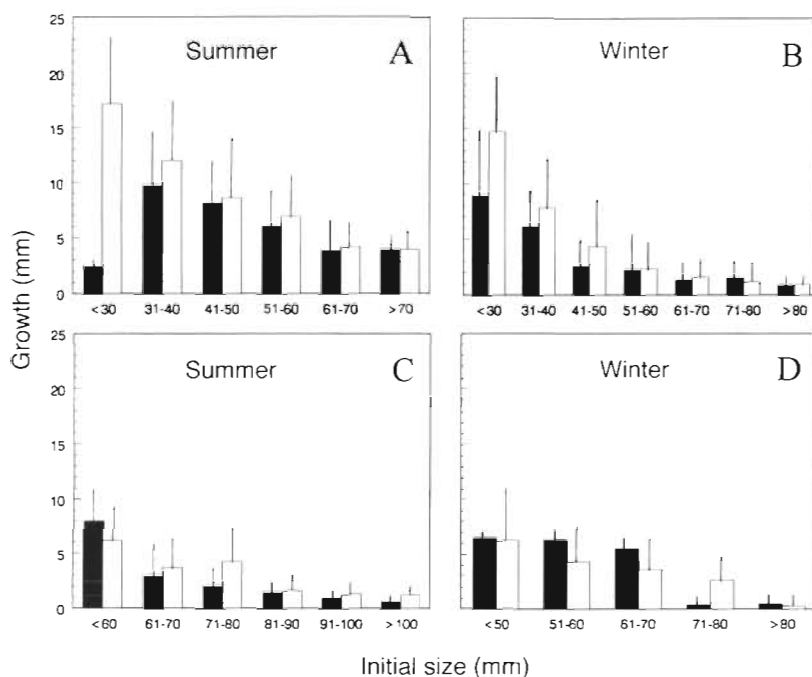 25
20
15
10
5
0
Summer
A
<30 31-40 41-50 51-60 61-70 >70
Winter
B
<30 31-40 41-50 51-60 61-70 71-80 >80
Growth (mm)
25
20
15
10
5
0
Summer
C
<60 61-70 71-80 81-90 91-100 >100
Winter
D
<50 51-60 61-70 71-80 >80
Initial size (mm)